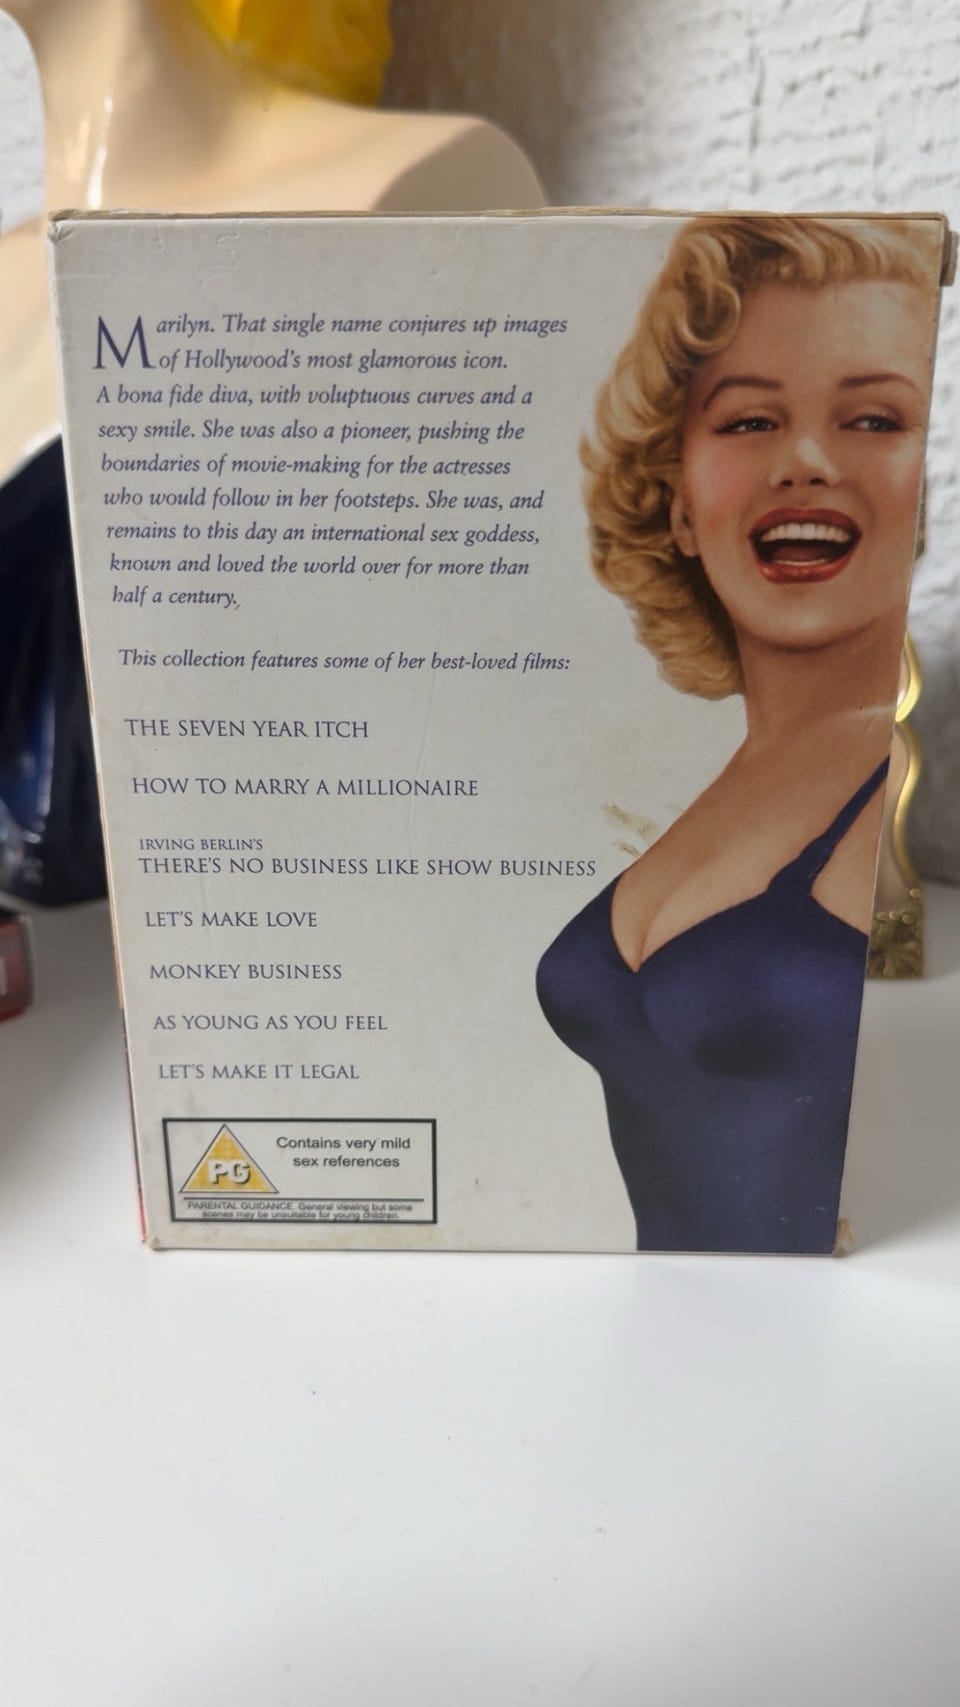 Marilyn. That single name conjures up images
of Hollywood's most glamorous icon.
A bona fide diva, with voluptuous curves and a
sexy smile. She was also a pioneer, pushing the
boundaries of movie-making for the actresses
who would follow in her footsteps. She was, and
remains to this day an international sex goddess,
known and loved the world over for more than
half a century.
This collection features some of her best-loved films:
THE SEVEN YEAR ITCH
HOW TO MARRY A MILLIONAIRE
IRVING BERLIN'S
THERE'S NO BUSINESS LIKE SHOW BUSINESS
LET'S MAKE LOVE
MONKEY BUSINESS
AS YOUNG AS YOU FEEL
LET'S MAKE IT LEGAL
PG
Contains very mild
sex references
PARENTAL GUIDANCE. General viewing but some
scenes may be unsuitable for young children.